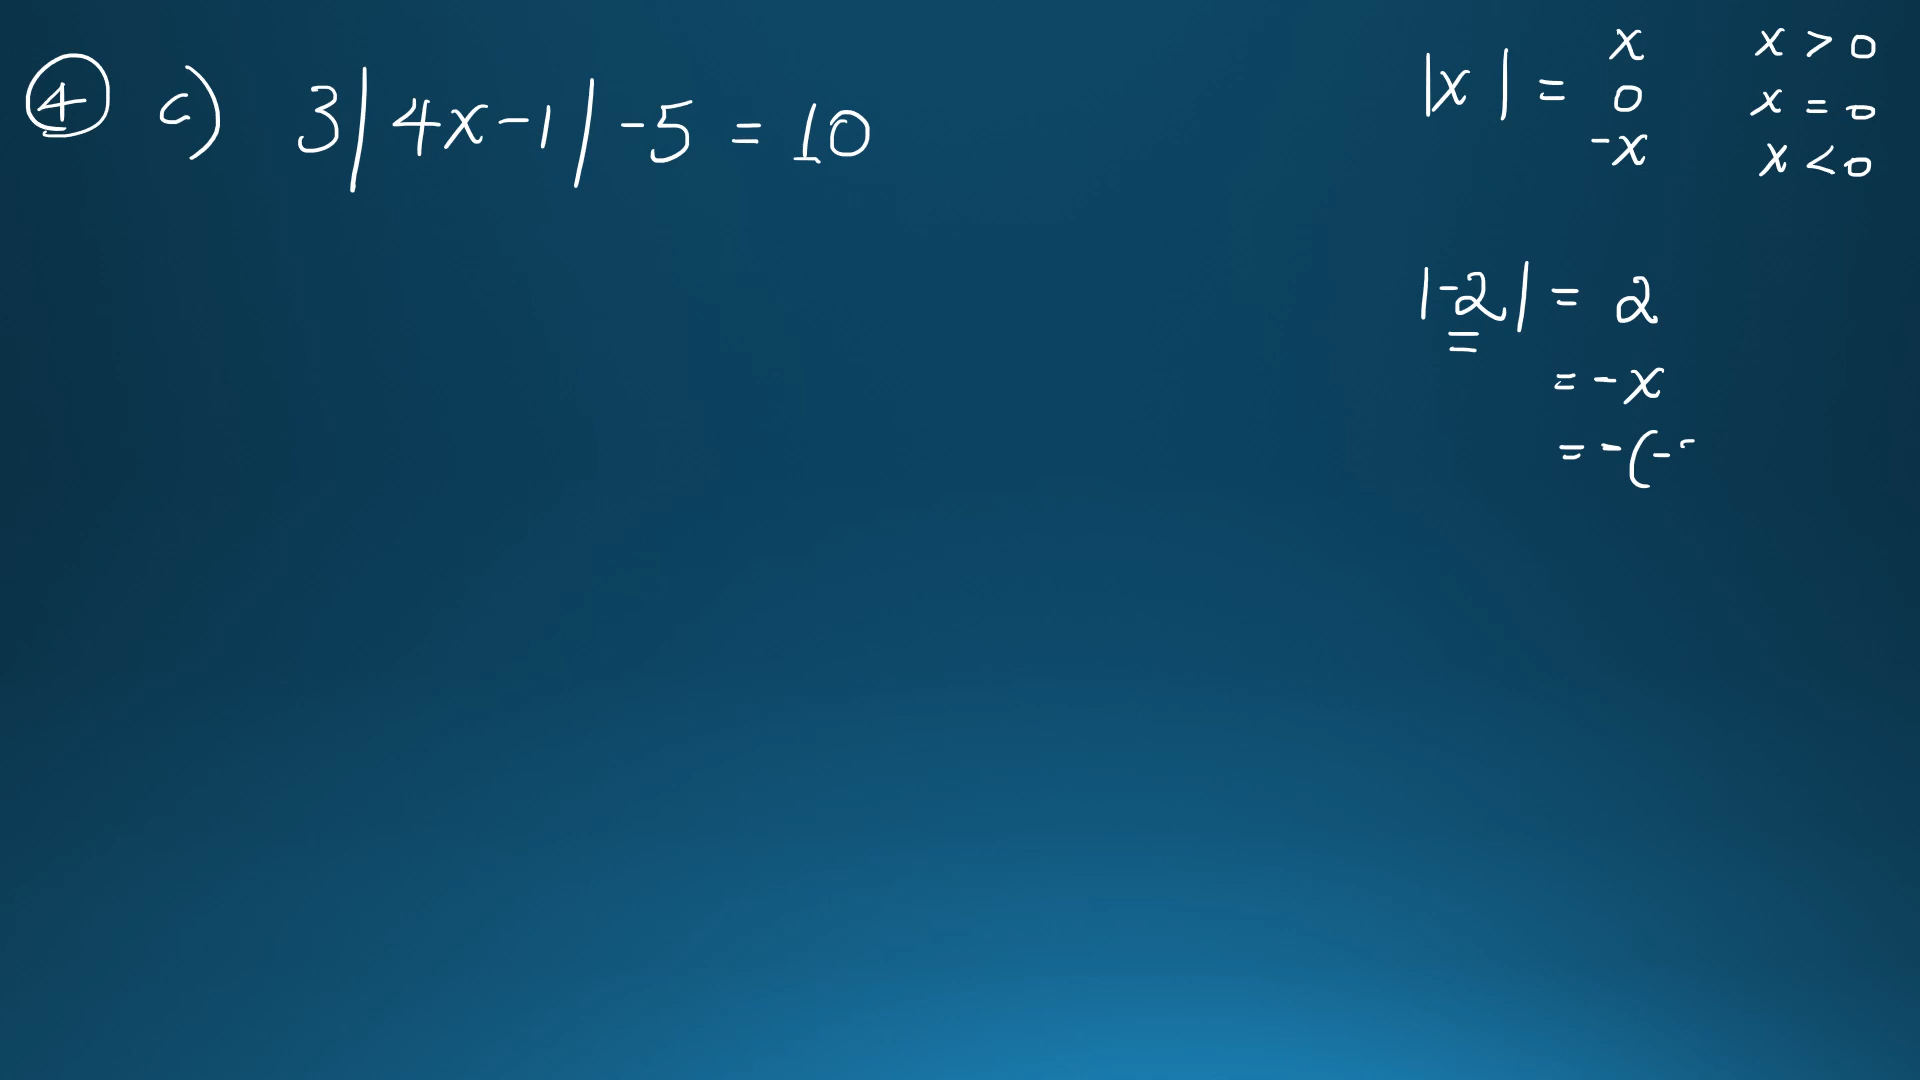 ④ c) 3|4x-1| -5 = 10
|x| = x x > 0
0 x = 0
-x x < 0
|-2| = 2
= -x
= -(-